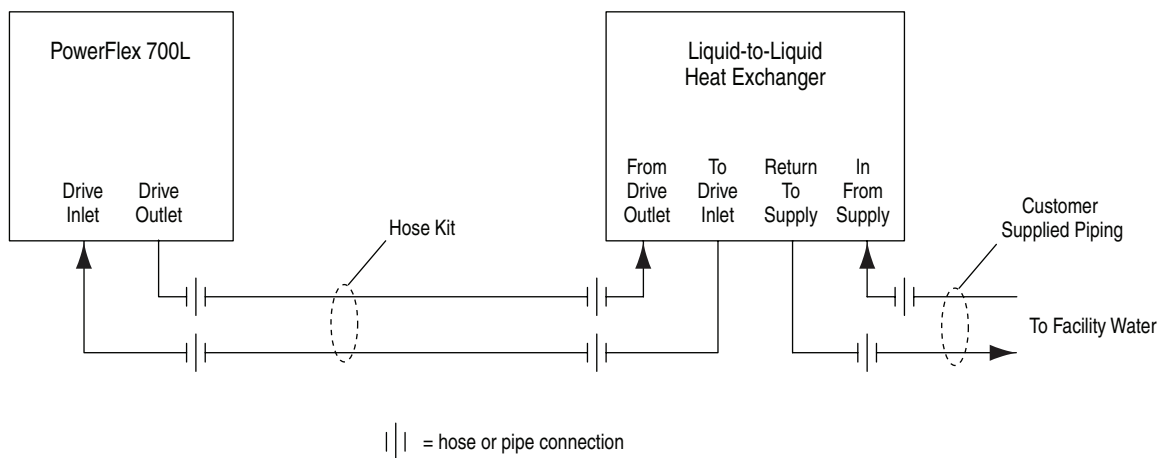 PowerFlex 700L
Liquid-to-Liquid
Heat Exchanger
Drive
Inlet
Drive
Outlet
From
Drive
Outlet
To
Drive
Inlet
Return
To
Supply
In
From
Supply
Hose Kit
Customer
Supplied Piping
To Facility Water
= hose or pipe connection